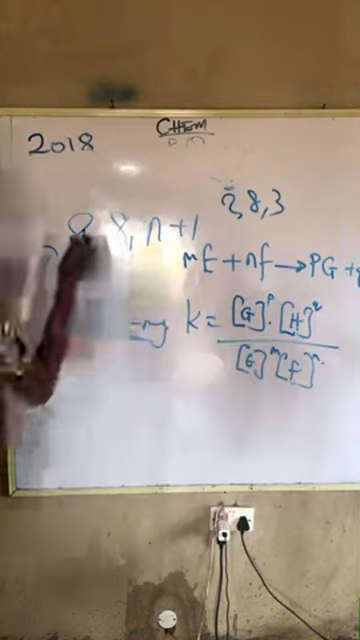 CHEM
2018
2,8,3
8, n+1
mE + nf → PG +
K = [G]^p.[H]^q
[E]^m[f]^n.